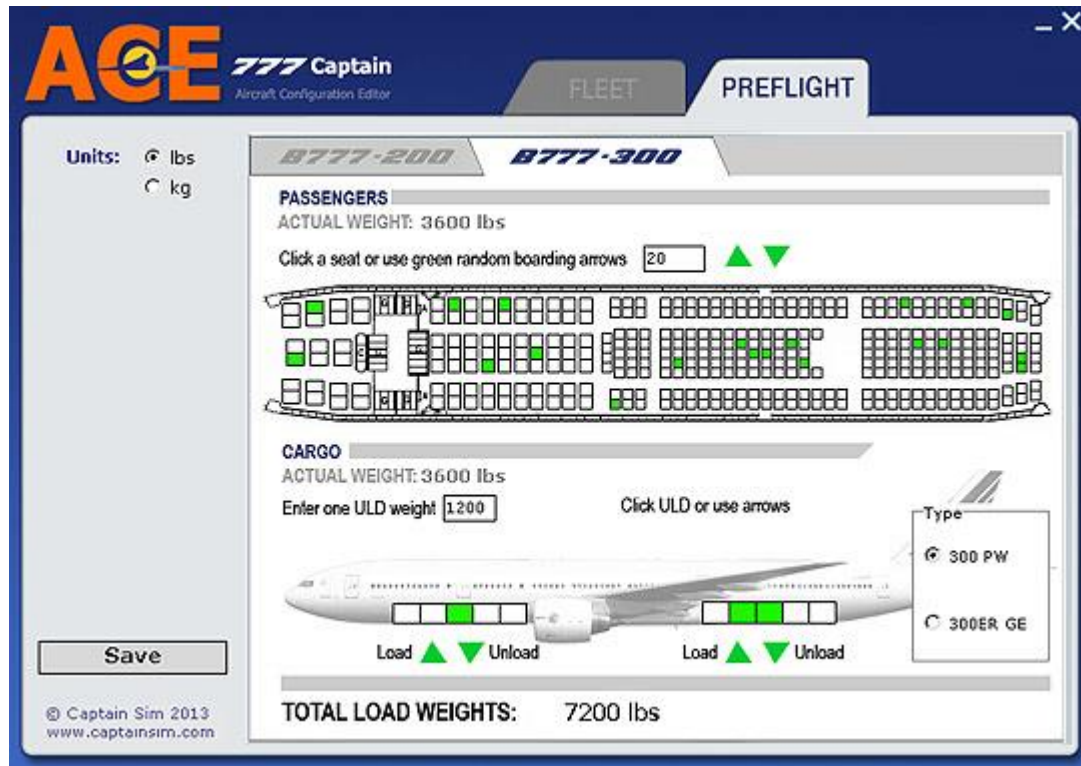 ACE 777 Captain
Aircraft Configuration Editor
FLEET
PREFLIGHT
Units: lbs
kg
B777-200
B777-300
PASSENGERS
ACTUAL WEIGHT: 3600 lbs
Click a seat or use green random boarding arrows 20
CARGO
ACTUAL WEIGHT: 3600 lbs
Enter one ULD weight 1200
Click ULD or use arrows
Type
300 PW
300ER GE
Load Unload
Load Unload
Save
TOTAL LOAD WEIGHTS: 7200 lbs
© Captain Sim 2013
www.captainsim.com